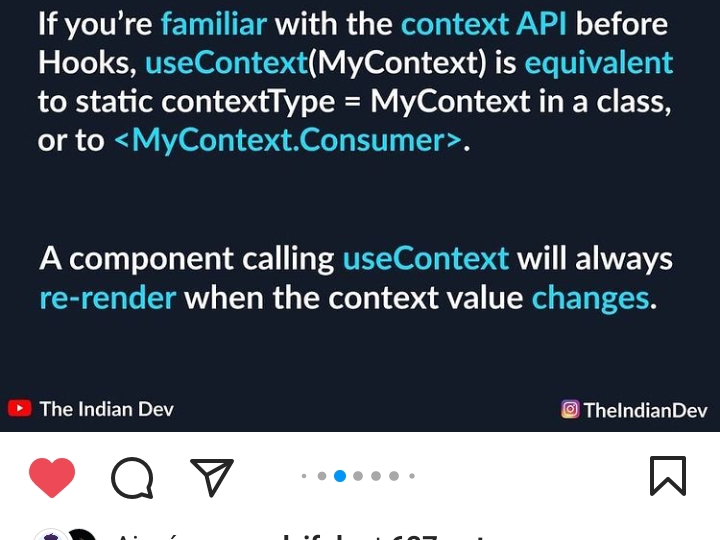 If you're familiar with the context API before
Hooks, useContext(MyContext) is equivalent
to static contextType = MyContext in a class,
or to <MyContext.Consumer>.
A component calling useContext will always
re-render when the context value changes.
The Indian Dev
TheIndianDev